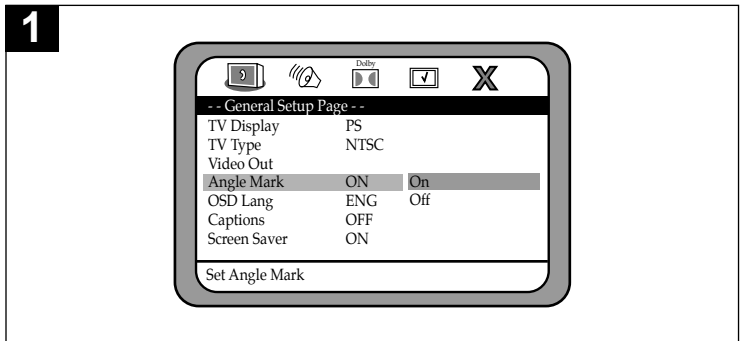 1
Dolby
- - General Setup Page - -
TV Display PS
TV Type NTSC
Video Out
Angle Mark ON On
OSD Lang ENG Off
Captions OFF
Screen Saver ON
Set Angle Mark